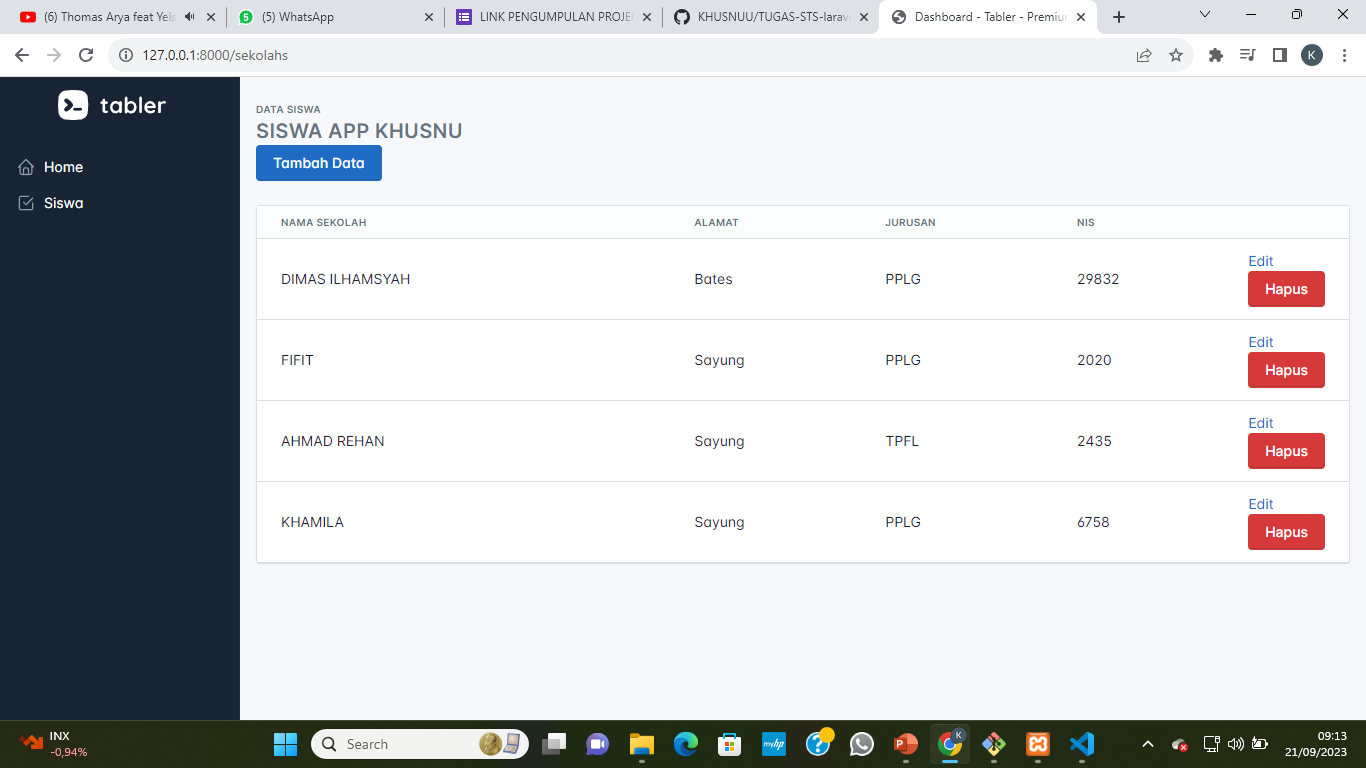 (6) Thomas Arya feat Yels
(5) WhatsApp
LINK PENGUMPULAN PROJE
KHUSNUU/TUGAS-STS-larav
Dashboard - Tabler - Premiu
127.0.0.1:8000/sekolahs
K
tabler
Home
Siswa
DATA SISWA
SISWA APP KHUSNU
Tambah Data
NAMA SEKOLAH ALAMAT JURUSAN NIS
DIMAS ILHAMSYAH Bates PPLG 29832 Edit
Hapus
FIFIT Sayung PPLG 2020 Edit
Hapus
AHMAD REHAN Sayung TPFL 2435 Edit
Hapus
KHAMILA Sayung PPLG 6758 Edit
Hapus
INX
-0,94%
Search
myhp
K
09:13
21/09/2023